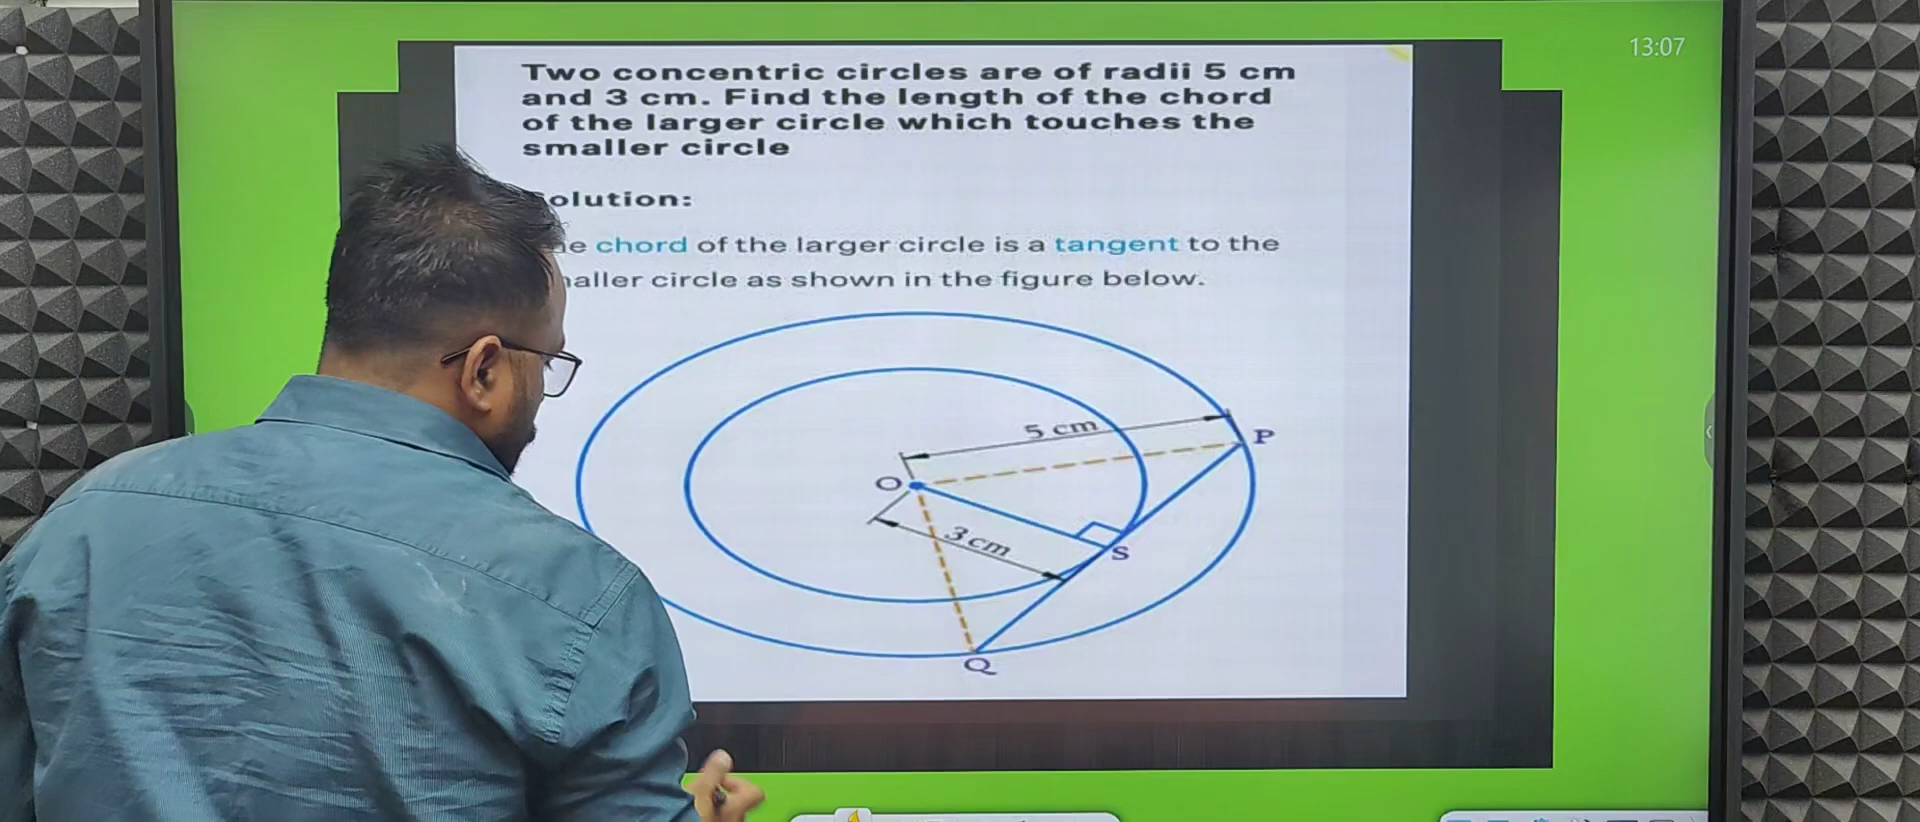 13:07
Two concentric circles are of radii 5 cm
and 3 cm. Find the length of the chord
of the larger circle which touches the
smaller circle
olution:
e chord of the larger circle is a tangent to the
aller circle as shown in the figure below.
5 cm
P
O
3 cm
S
Q